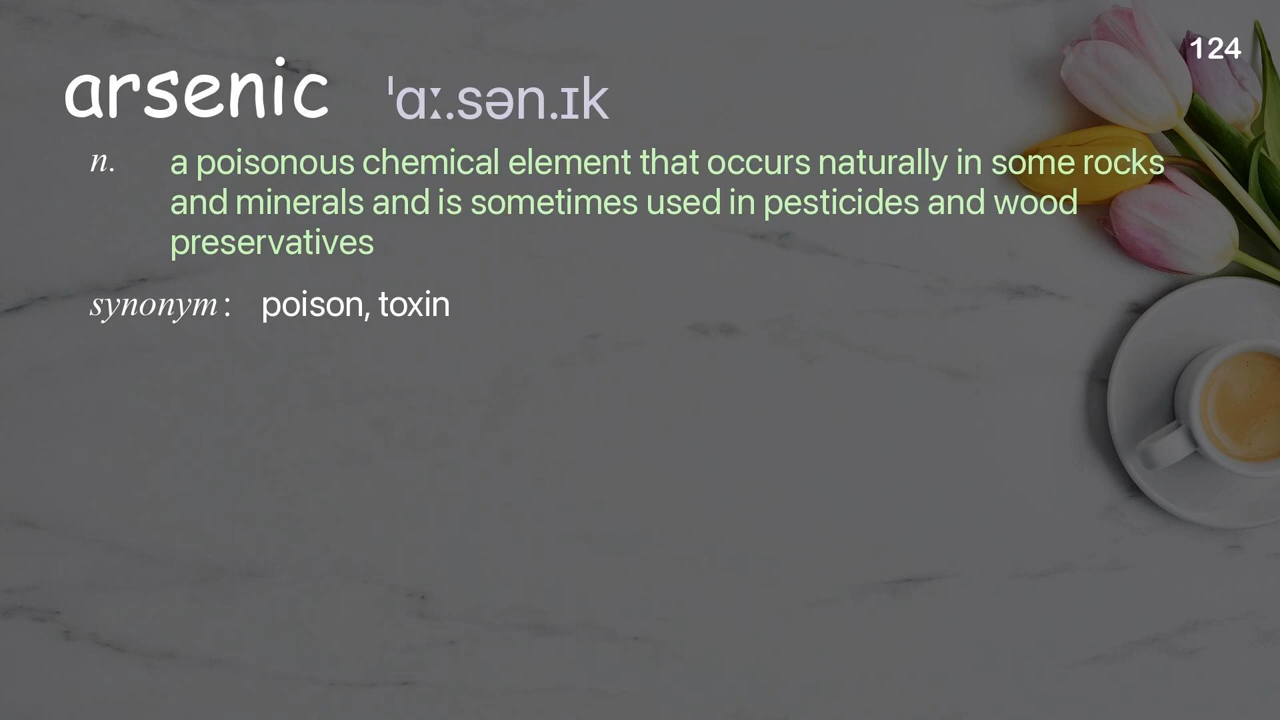 124
arsenic ˈɑː.sən.ɪk
n. a poisonous chemical element that occurs naturally in some rocks
and minerals and is sometimes used in pesticides and wood
preservatives
synonym: poison, toxin